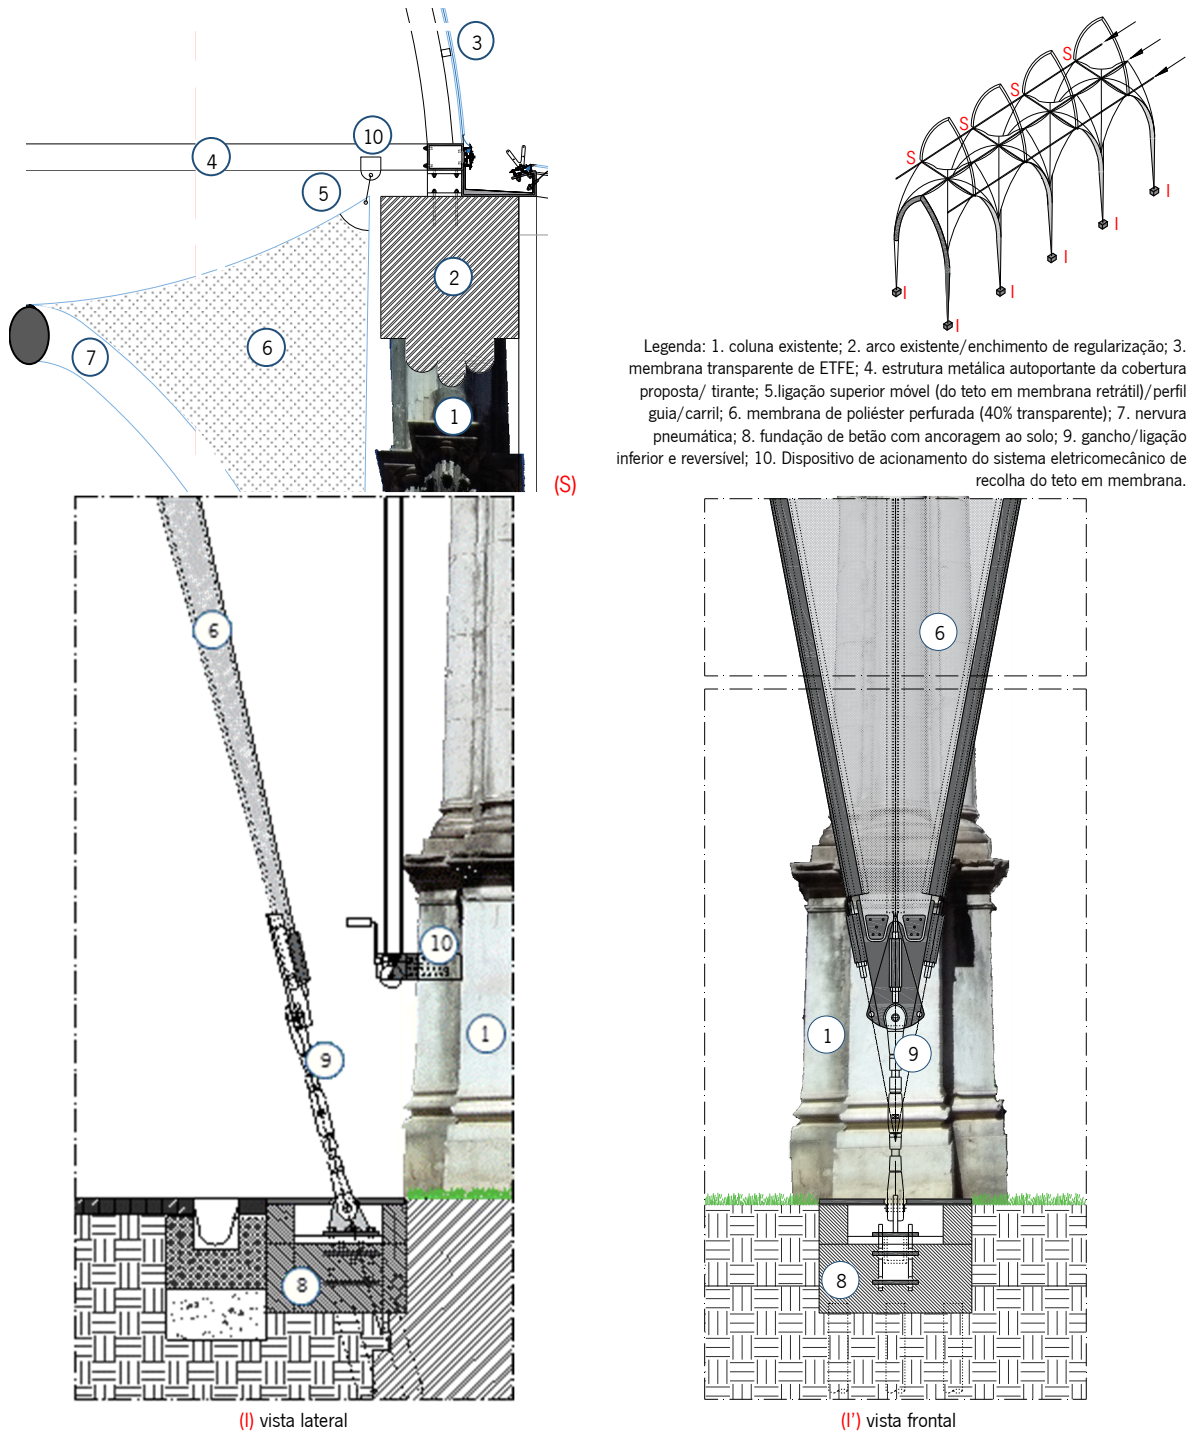 3
10
4
5
2
6
7
1
(S)
S
S
S
S
I
I
I
I
I
I
Legenda: 1. coluna existente; 2. arco existente/enchimento de regularização; 3.
membrana transparente de ETFE; 4. estrutura metálica autoportante da cobertura
proposta/ tirante; 5.ligação superior móvel (do teto em membrana retrátil)/perfil
guia/carril; 6. membrana de poliéster perfurada (40% transparente); 7. nervura
pneumática; 8. fundação de betão com ancoragem ao solo; 9. gancho/ligação
inferior e reversível; 10. Dispositivo de acionamento do sistema eletricomecânico de
recolha do teto em membrana.
6
10
1
9
8
(I) vista lateral
6
1
9
8
(I') vista frontal